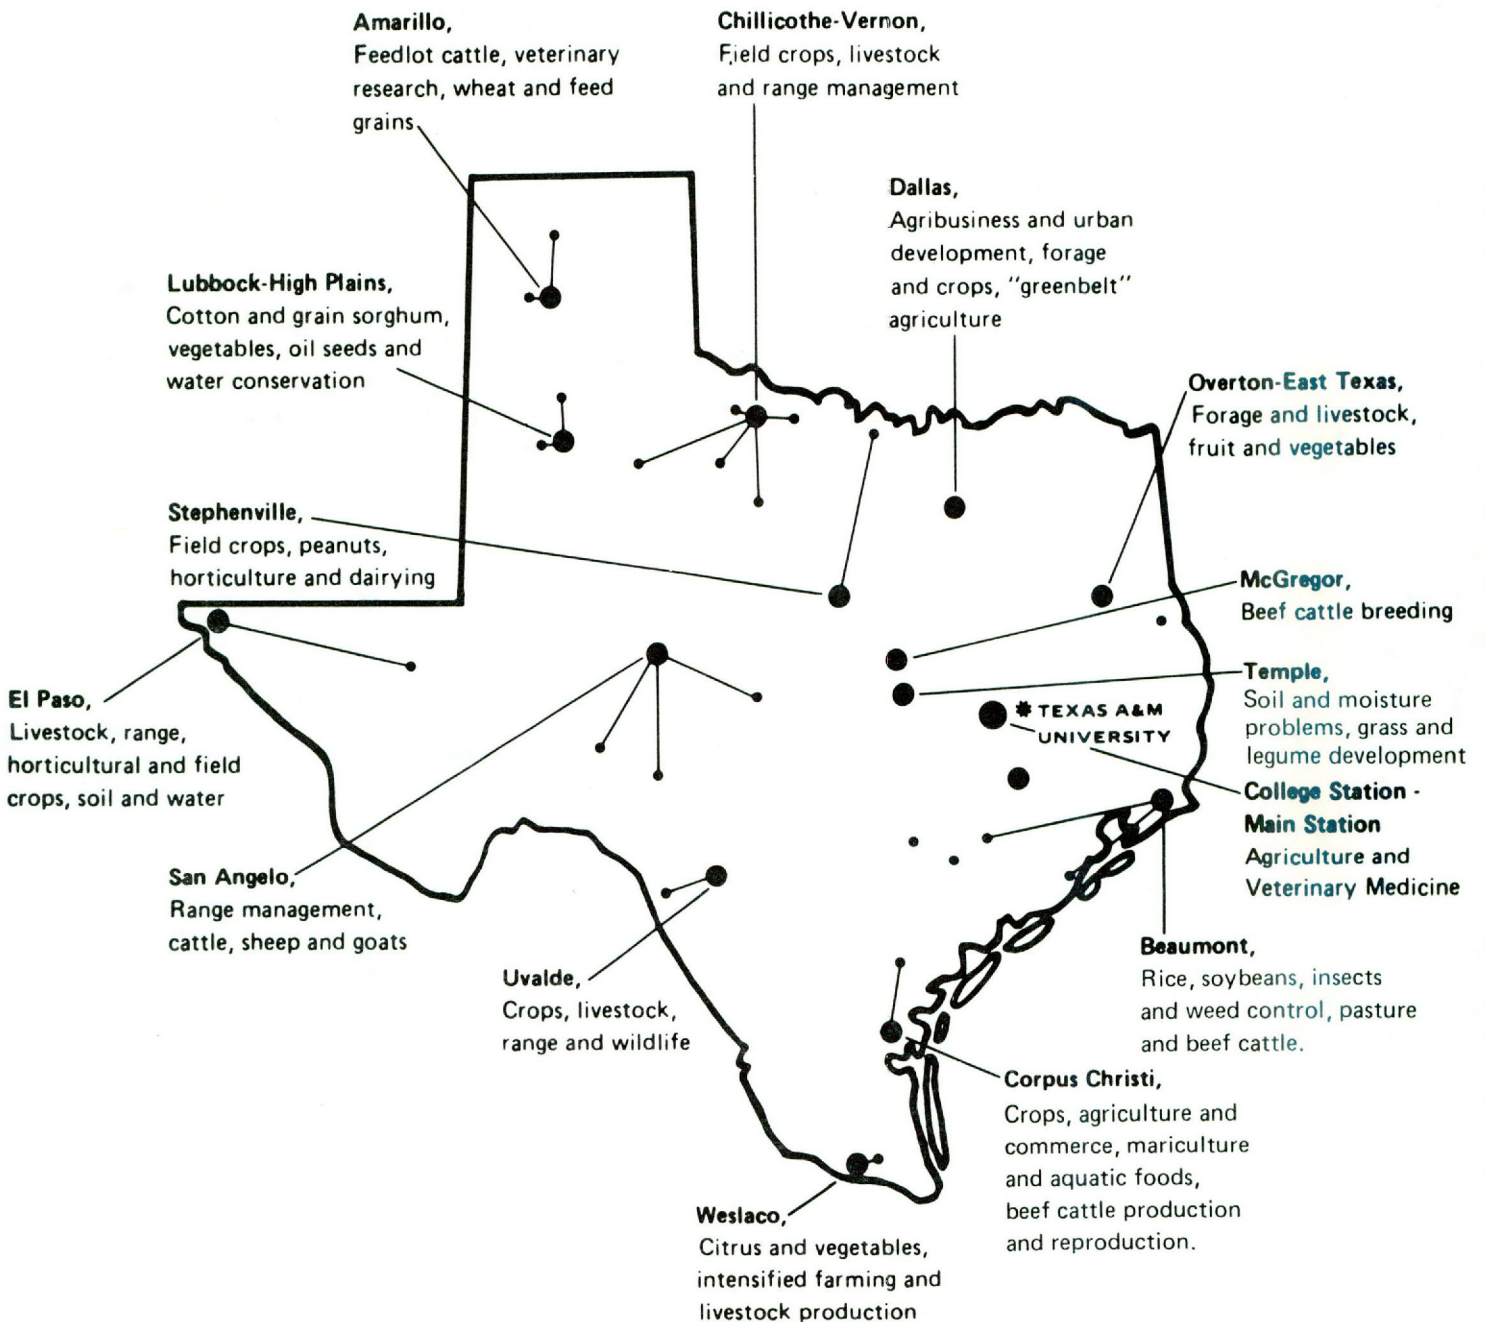 Amarillo,
Feedlot cattle, veterinary
research, wheat and feed
grains
Chillicothe-Vernon,
Field crops, livestock
and range management
Dallas,
Agribusiness and urban
development, forage
and crops, "greenbelt"
agriculture
Lubbock-High Plains,
Cotton and grain sorghum,
vegetables, oil seeds and
water conservation
Overton-East Texas,
Forage and livestock,
fruit and vegetables
Stephenville,
Field crops, peanuts,
horticulture and dairying
McGregor,
Beef cattle breeding
El Paso,
Livestock, range,
horticultural and field
crops, soil and water
Temple,
Soil and moisture
problems, grass and
legume development
* TEXAS A&M
UNIVERSITY
College Station -
Main Station
Agriculture and
Veterinary Medicine
San Angelo,
Range management,
cattle, sheep and goats
Uvalde,
Crops, livestock,
range and wildlife
Beaumont,
Rice, soybeans, insects
and weed control, pasture
and beef cattle.
Corpus Christi,
Crops, agriculture and
commerce, mariculture
and aquatic foods,
beef cattle production
and reproduction.
Weslaco,
Citrus and vegetables,
intensified farming and
livestock production